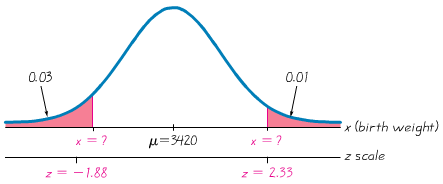 0.03
0.01
x (birth weight)
x = ? μ=3420 x = ?
z scale
z = -1.88 z = 2.33